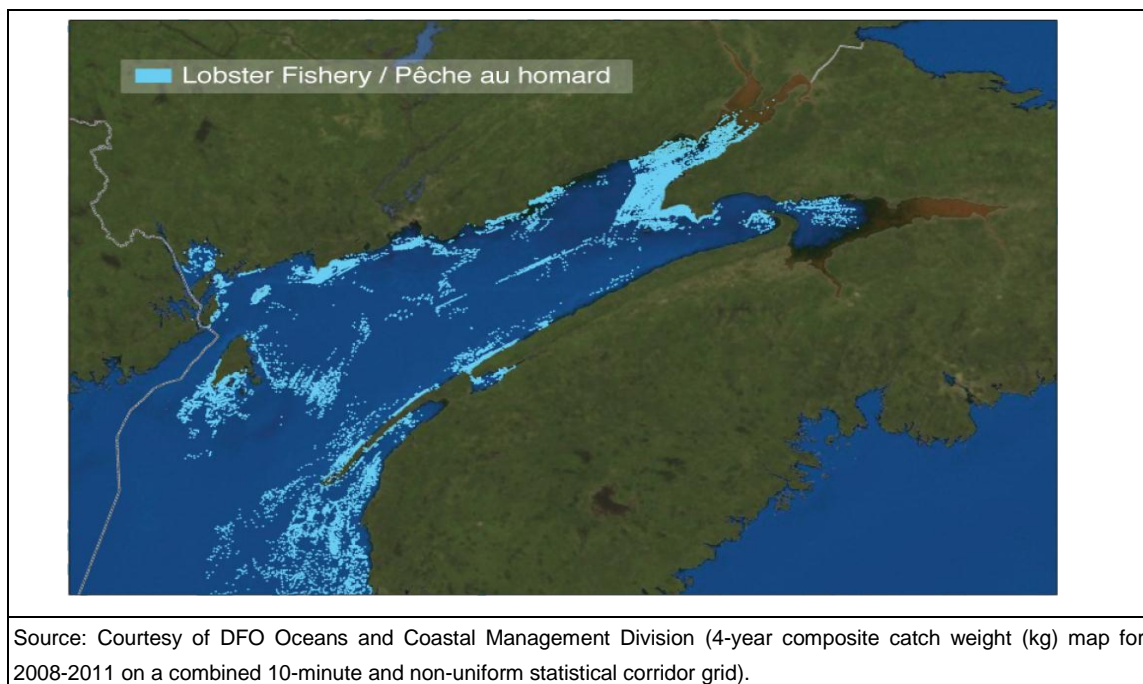 Lobster Fishery / Pêche au homard
Source: Courtesy of DFO Oceans and Coastal Management Division (4-year composite catch weight (kg) map for
2008-2011 on a combined 10-minute and non-uniform statistical corridor grid).